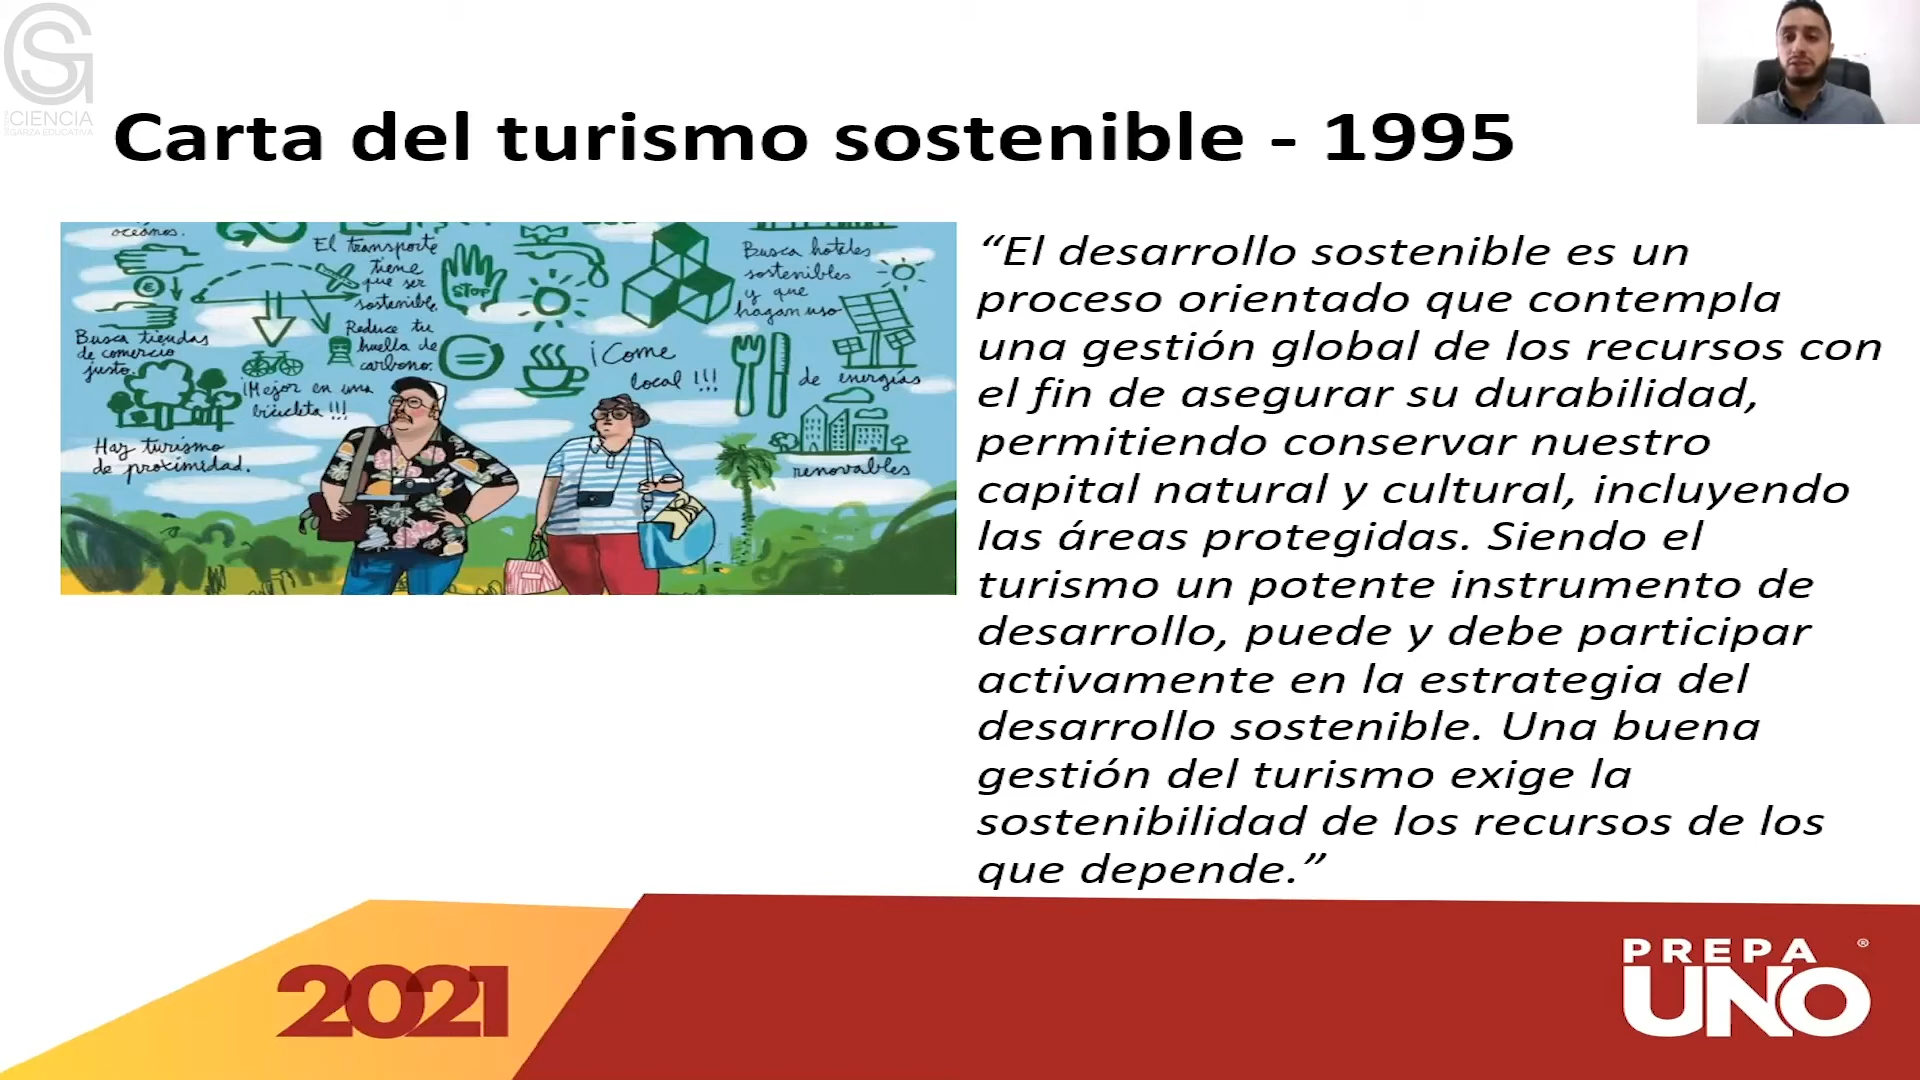 CIENCIA
GARZA EDUCATIVA
Carta del turismo sostenible - 1995
océanos.
El transporte
tiene
que ser
sostenible.
STOP
Busca hoteles
sostenibles
y que
hagan uso
de energías
renovables
Busca tiendas
de comercio
justo.
Reduce tu
huella de
carbono.
¡Mejor en una
bicicleta !!!
¡Come
local !!!
Haz turismo
de proximidad.
“El desarrollo sostenible es un
proceso orientado que contempla
una gestión global de los recursos con
el fin de asegurar su durabilidad,
permitiendo conservar nuestro
capital natural y cultural, incluyendo
las áreas protegidas. Siendo el
turismo un potente instrumento de
desarrollo, puede y debe participar
activamente en la estrategia del
desarrollo sostenible. Una buena
gestión del turismo exige la
sostenibilidad de los recursos de los
que depende.”
2021
PREPA ®
UNO